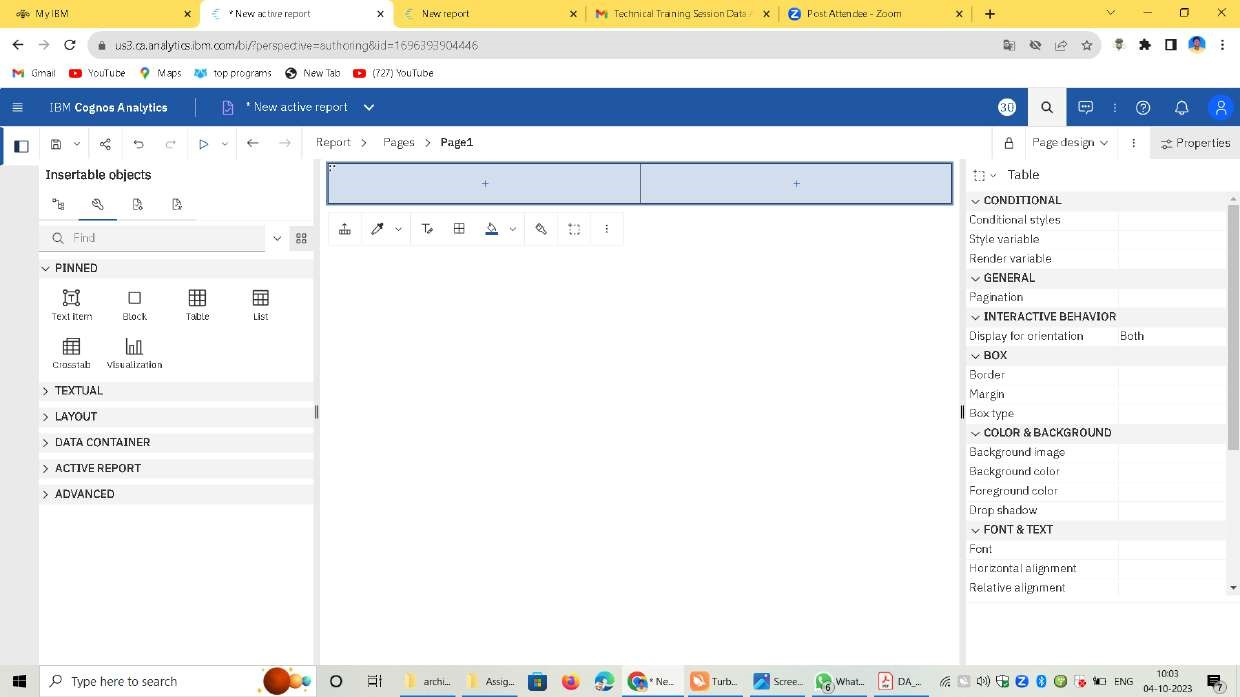 My IBM
* New active report
New report
Technical Training Session Data A
Post Attendee - Zoom
us3.ca.analytics.ibm.com/bi/?perspective=authoring&id=1696393904446
Gmail
YouTube
Maps
top programs
New Tab
(727) YouTube
IBM Cognos Analytics
* New active report
30
Report > Pages > Page1
Page design
Properties
Insertable objects
Table
Find
PINNED
Text item
Block
Table
List
Crosstab
Visualization
TEXTUAL
LAYOUT
DATA CONTAINER
ACTIVE REPORT
ADVANCED
CONDITIONAL
Conditional styles
Style variable
Render variable
GENERAL
Pagination
INTERACTIVE BEHAVIOR
Display for orientation Both
BOX
Border
Margin
Box type
COLOR & BACKGROUND
Background image
Background color
Foreground color
Drop shadow
FONT & TEXT
Font
Horizontal alignment
Relative alignment
Type here to search
archi...
Assig...
* Ne...
Turb...
Scree...
6
What...
DA_...
ENG
10:03
04-10-2023
7